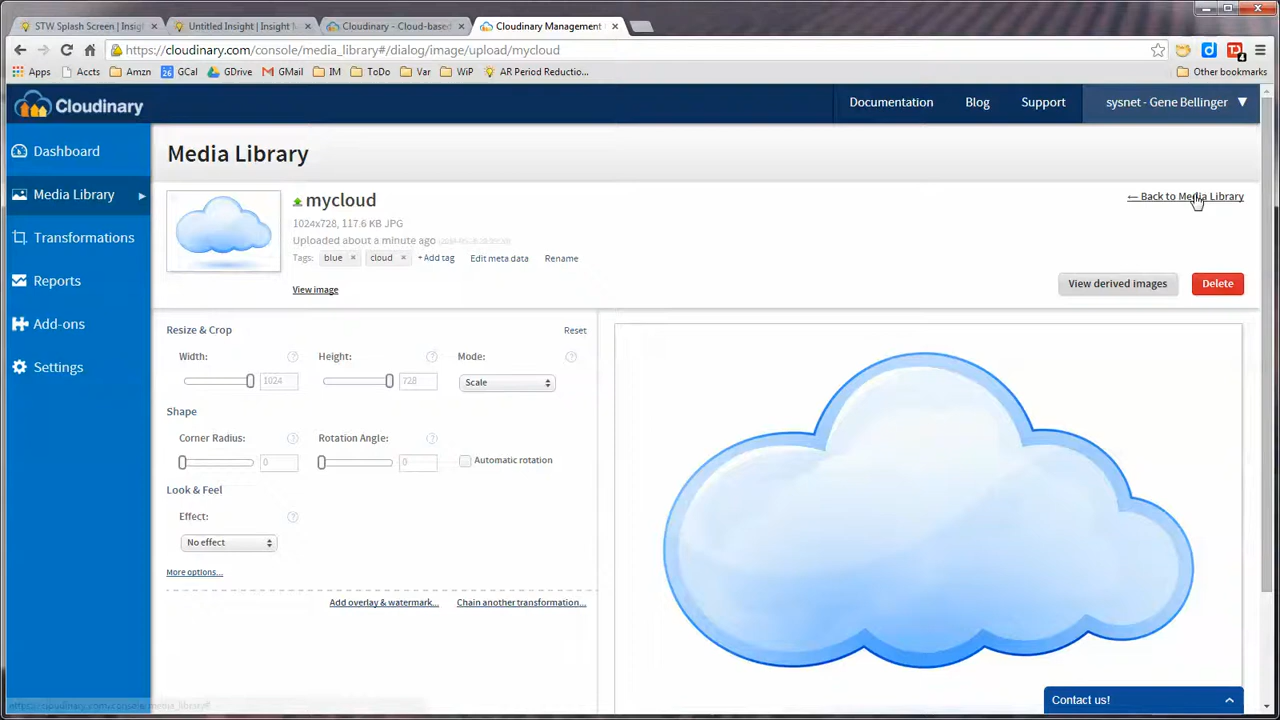 STW Splash Screen | Insig
Untitled Insight | Insight M
Cloudinary - Cloud-based
Cloudinary Management
https://cloudinary.com/console/media_library#/dialog/image/upload/mycloud
Apps Accts Amzn GCal GDrive GMail IM ToDo Var WiP AR Period Reductio... Other bookmarks
Cloudinary Documentation Blog Support sysnet - Gene Bellinger ▼
Dashboard
Media Library
Transformations
Reports
Add-ons
Settings
Media Library
mycloud
← Back to Media Library
1024x728, 117.6 KB JPG
Uploaded about a minute ago
Tags: blue × cloud × + Add tag Edit meta data Rename
View image
View derived images Delete
Resize & Crop Reset
Width: ? Height: ? Mode: ?
1024 728 Scale
Shape
Corner Radius: ? Rotation Angle: ?
0 0 Automatic rotation
Look & Feel
Effect: ?
No effect
More options...
Add overlay & watermark... Chain another transformation...
Contact us!
https://cloudinary.com/console/media_library#